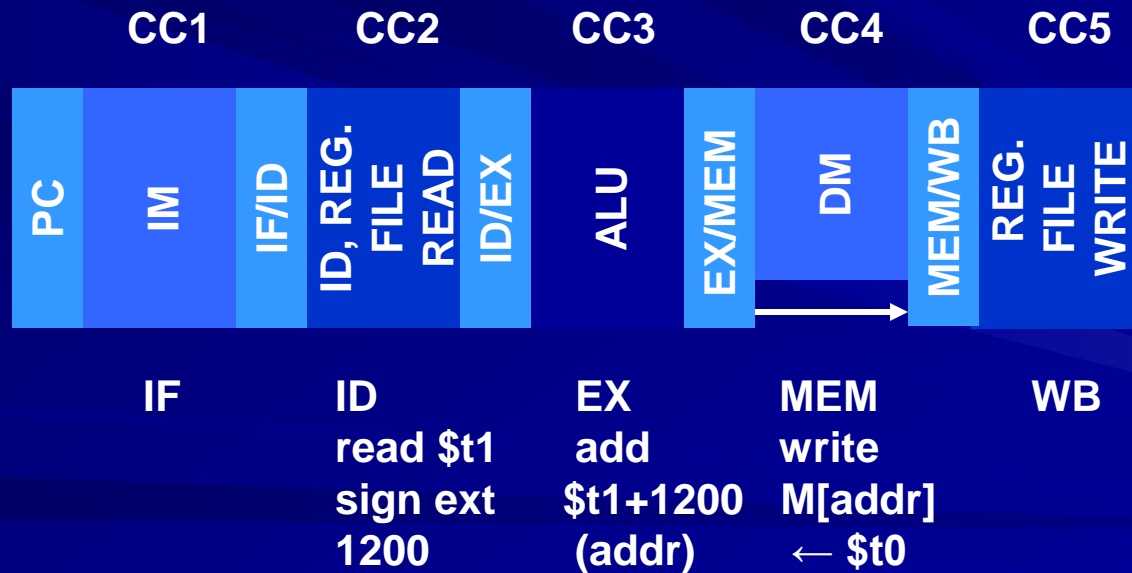 CC1 CC2 CC3 CC4 CC5
PC
IM
IF/ID
ID, REG.
FILE
READ
ID/EX
ALU
EX/MEM
DM
MEM/WB
REG.
FILE
WRITE
IF ID EX MEM WB
read $t1 add write
sign ext $t1+1200 M[addr]
1200 (addr) ← $t0